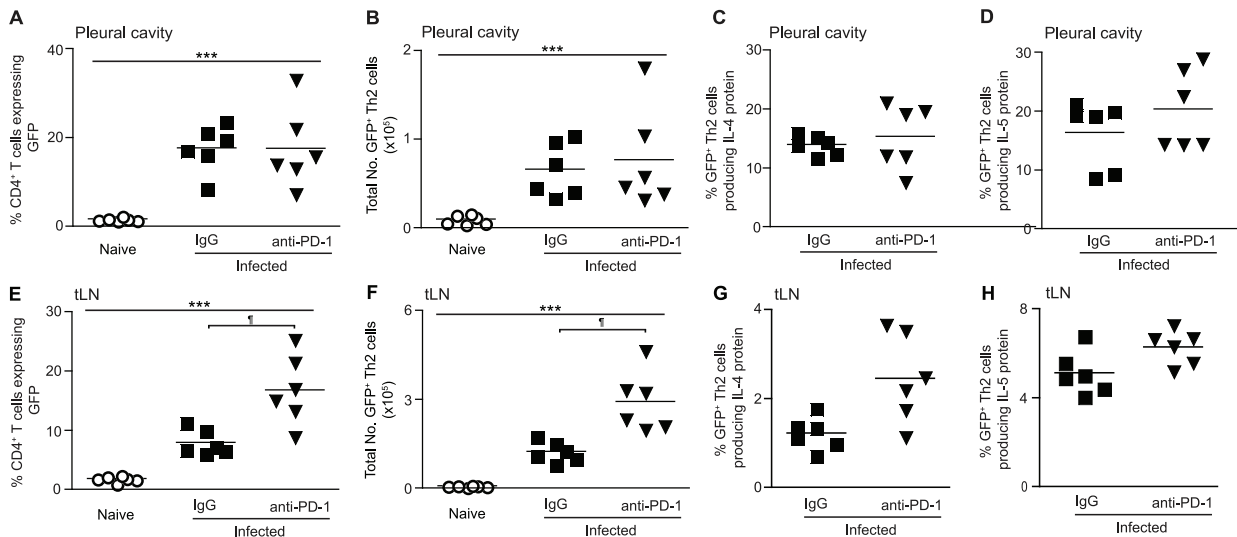 A
Pleural cavity
***
% CD4⁺ T cells expressing
GFP
40
20
0
Naive
IgG
anti-PD-1
Infected
B
Pleural cavity
***
Total No. GFP⁺ Th2 cells
(x10⁵)
2
1
0
Naive
IgG
anti-PD-1
Infected
C
Pleural cavity
% GFP⁺ Th2 cells
producing IL-4 protein
30
20
10
0
IgG
anti-PD-1
Infected
D
Pleural cavity
% GFP⁺ Th2 cells
producing IL-5 protein
30
20
10
0
IgG
anti-PD-1
Infected
E
tLN
***
¶
% CD4⁺ T cells expressing
GFP
30
20
10
0
Naive
IgG
anti-PD-1
Infected
F
tLN
***
¶
Total No. GFP⁺ Th2 cells
(x10⁵)
6
3
0
Naive
IgG
anti-PD-1
Infected
G
tLN
% GFP⁺ Th2 cells
producing IL-4 protein
4
2
0
IgG
anti-PD-1
Infected
H
tLN
% GFP⁺ Th2 cells
producing IL-5 protein
8
4
0
IgG
anti-PD-1
Infected